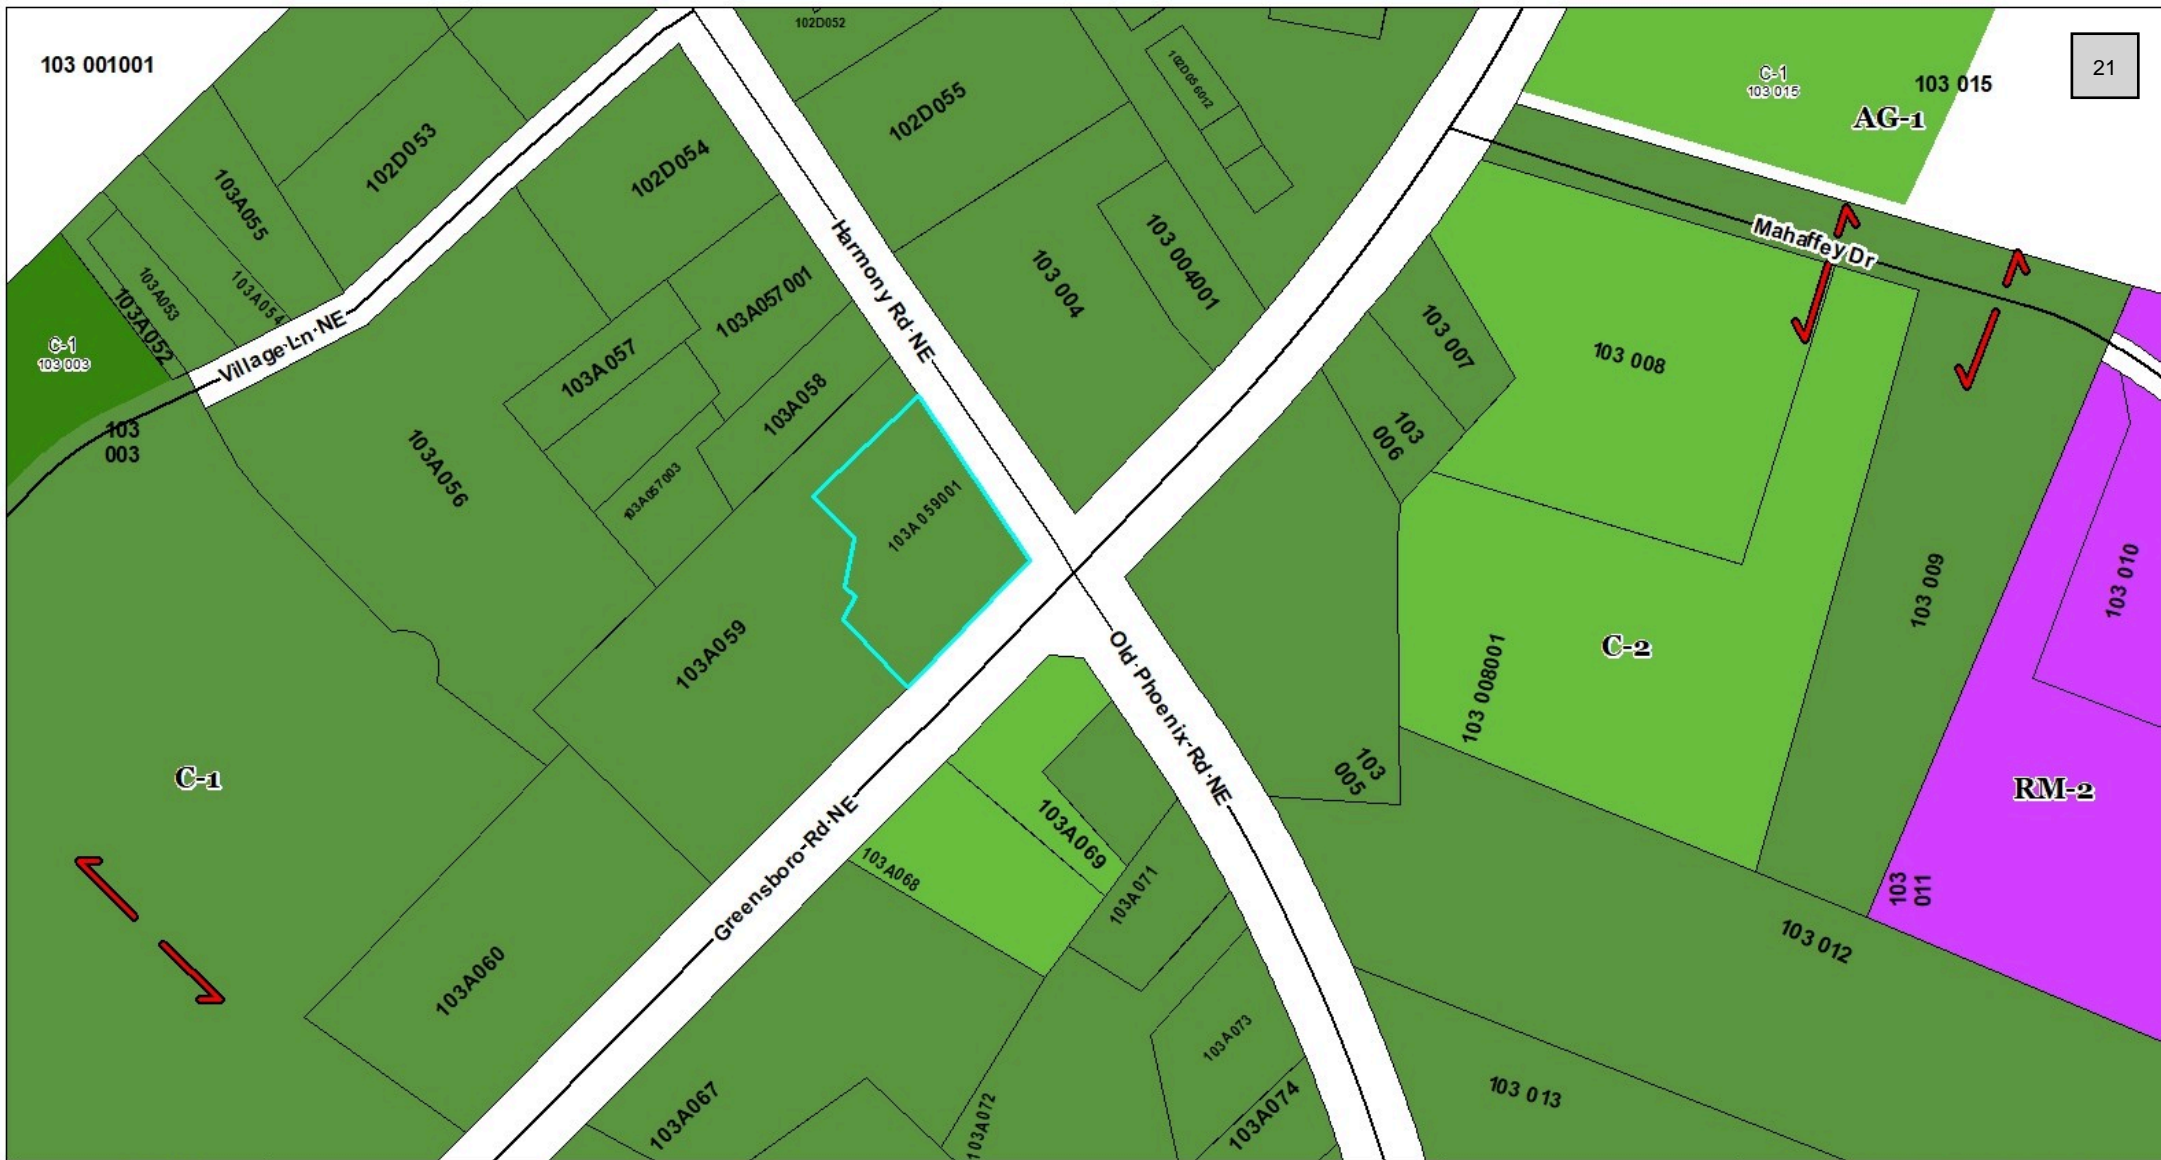 102D052
103 001001
21
C-1
103 015
103 015
AG-1
102D056012
102D055
102D053
102D054
103A055
Harmony Rd NE
103 004001
103 004
Mahaffey Dr
103A053
103A054
103A052
103A057001
Village Ln NE
C-1
103 003
103 007
103 008
103A057
103A058
103
003
103
006
103A056
103A057003
103A059001
103 009
103 010
103A059
C-2
103 008001
Old Phoenix Rd NE
103
005
C-1
RM-2
Greensboro Rd NE
103A069
103A068
103A071
103
011
103 012
103A060
103A073
103 013
103A067
103A072
103A074